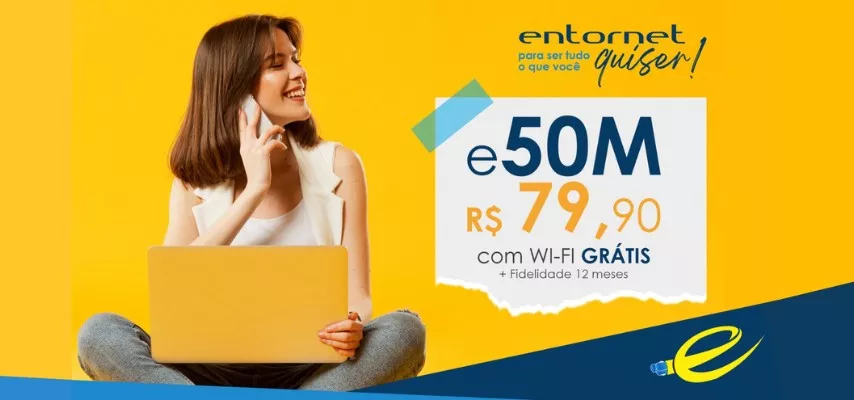 entornet
para ser tudo
o que você quiser!
e50M
R$ 79,90
com WI-FI GRÁTIS
+ Fidelidade 12 meses
e